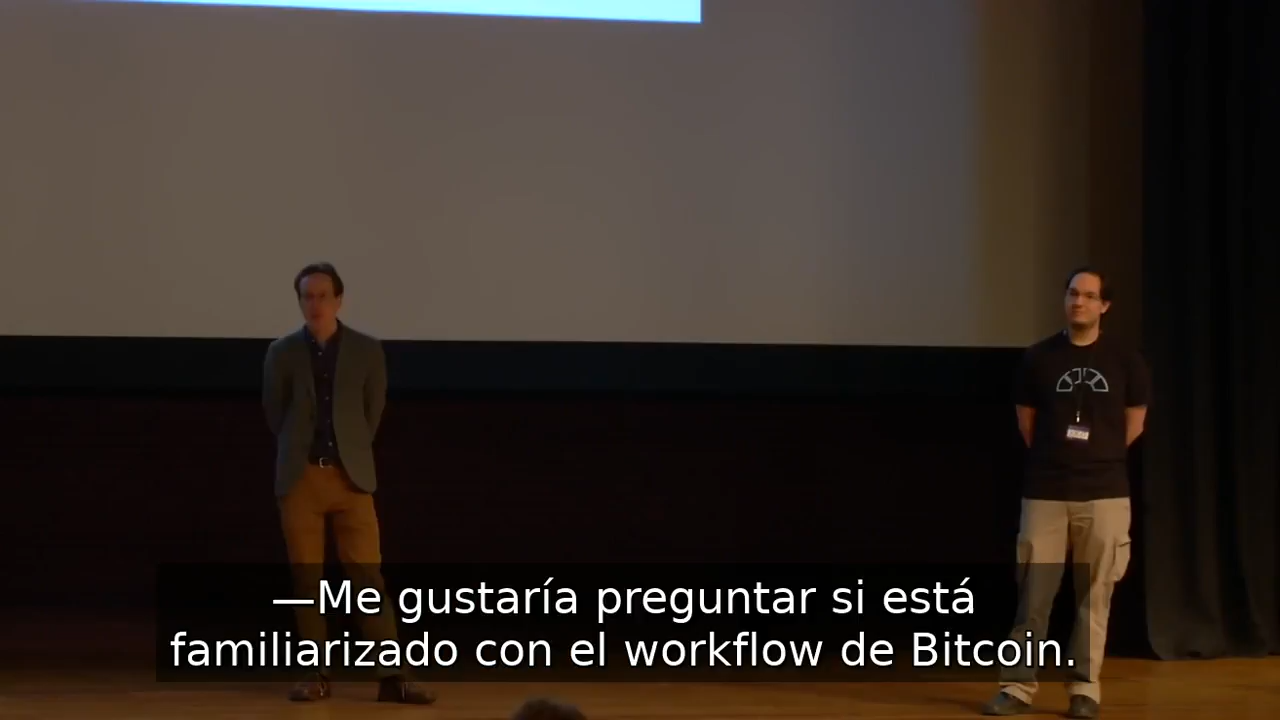 —Me gustaría preguntar si está
familiarizado con el workflow de Bitcoin.